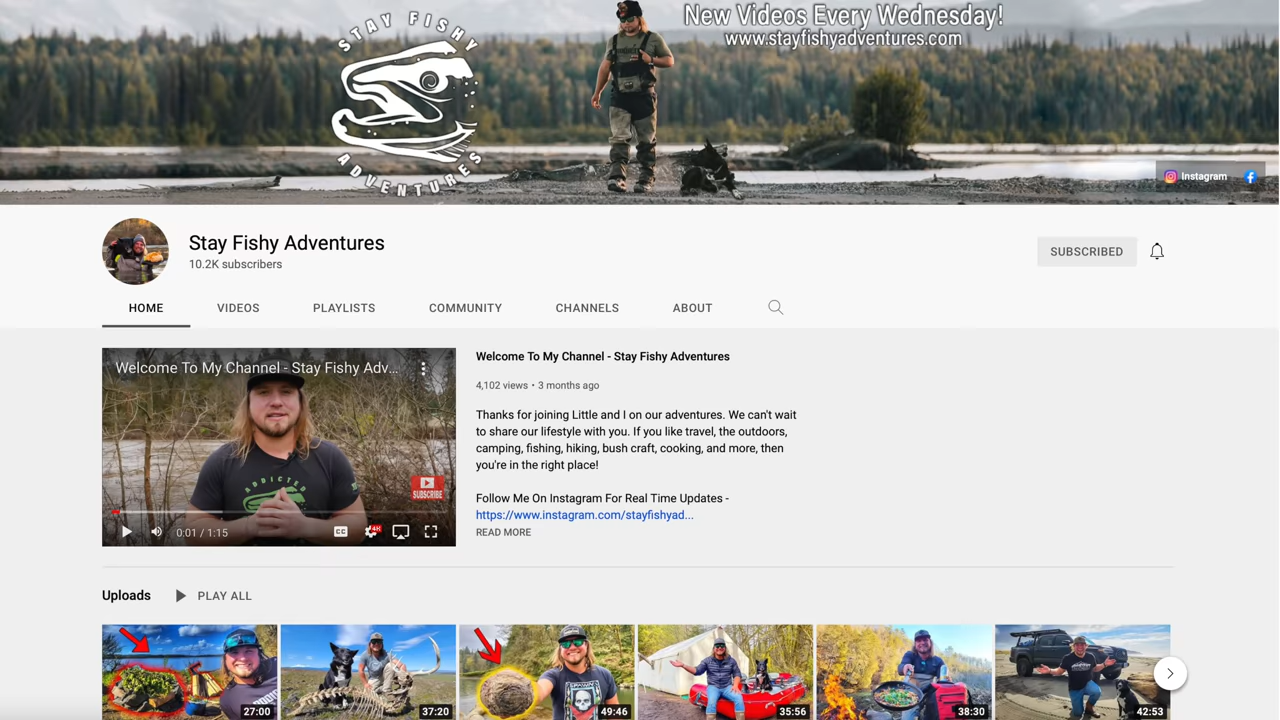 STAY FISHY
ADVENTURES
New Videos Every Wednesday!
www.stayfishyadventures.com
Instagram
Stay Fishy Adventures
10.2K subscribers
SUBSCRIBED
HOME VIDEOS PLAYLISTS COMMUNITY CHANNELS ABOUT
Welcome To My Channel - Stay Fishy Adv...
ADDICTED
SUBSCRIBE
0:01 / 1:15
CC
4K
Welcome To My Channel - Stay Fishy Adventures
4,102 views • 3 months ago
Thanks for joining Little and I on our adventures. We can't wait
to share our lifestyle with you. If you like travel, the outdoors,
camping, fishing, hiking, bush craft, cooking, and more, then
you're in the right place!
Follow Me On Instagram For Real Time Updates -
https://www.instagram.com/stayfishyad...
READ MORE
Uploads PLAY ALL
27:00 37:20 49:46 35:56 38:30 42:53